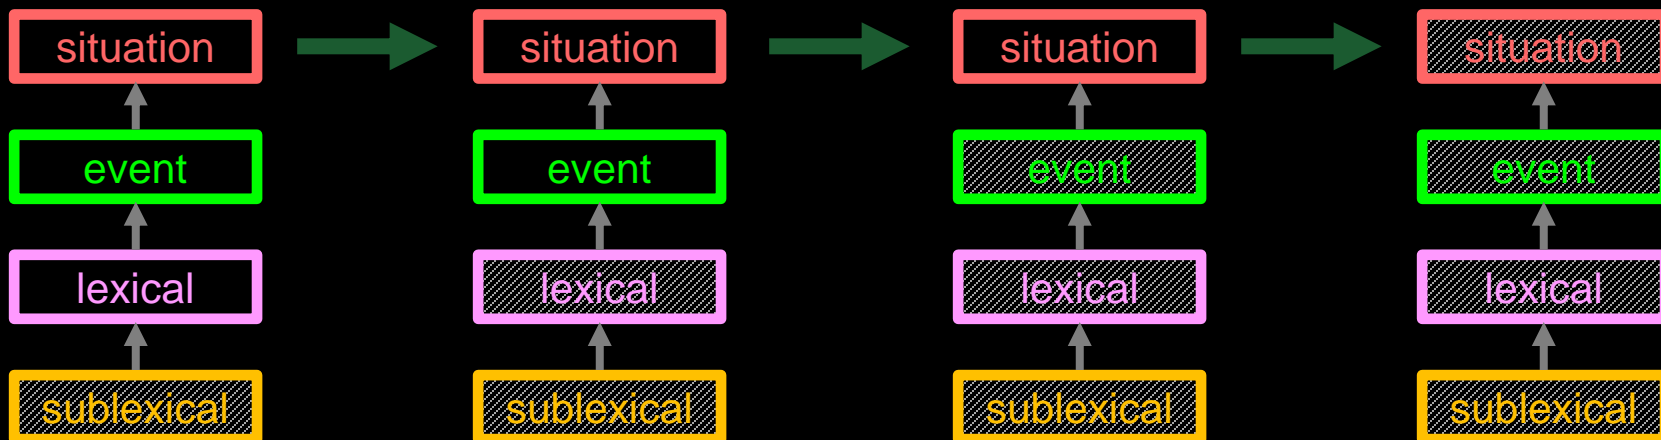 situation situation situation situation
event event event event
lexical lexical lexical lexical
sublexical sublexical sublexical sublexical